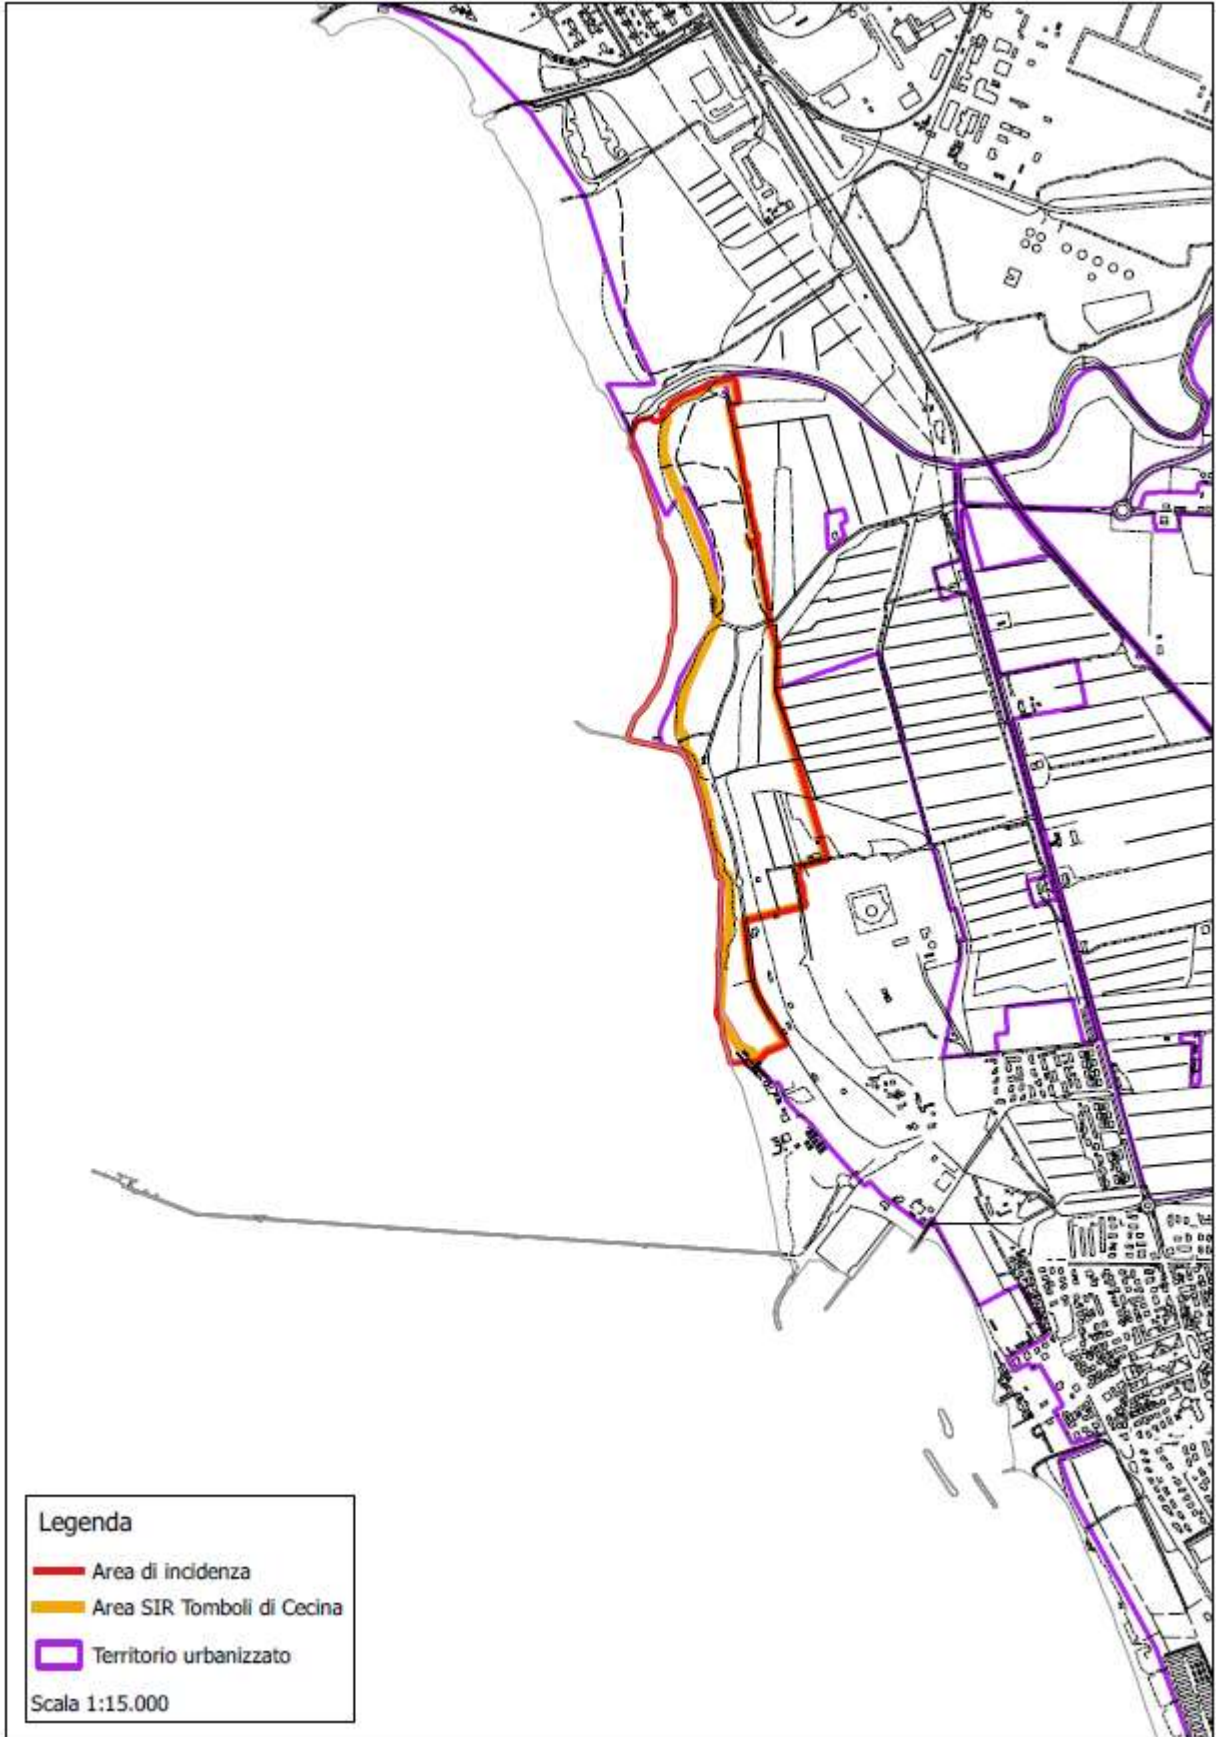 Legenda
Area di incidenza
Area SIR Tomboli di Cecina
Territorio urbanizzato
Scala 1:15.000